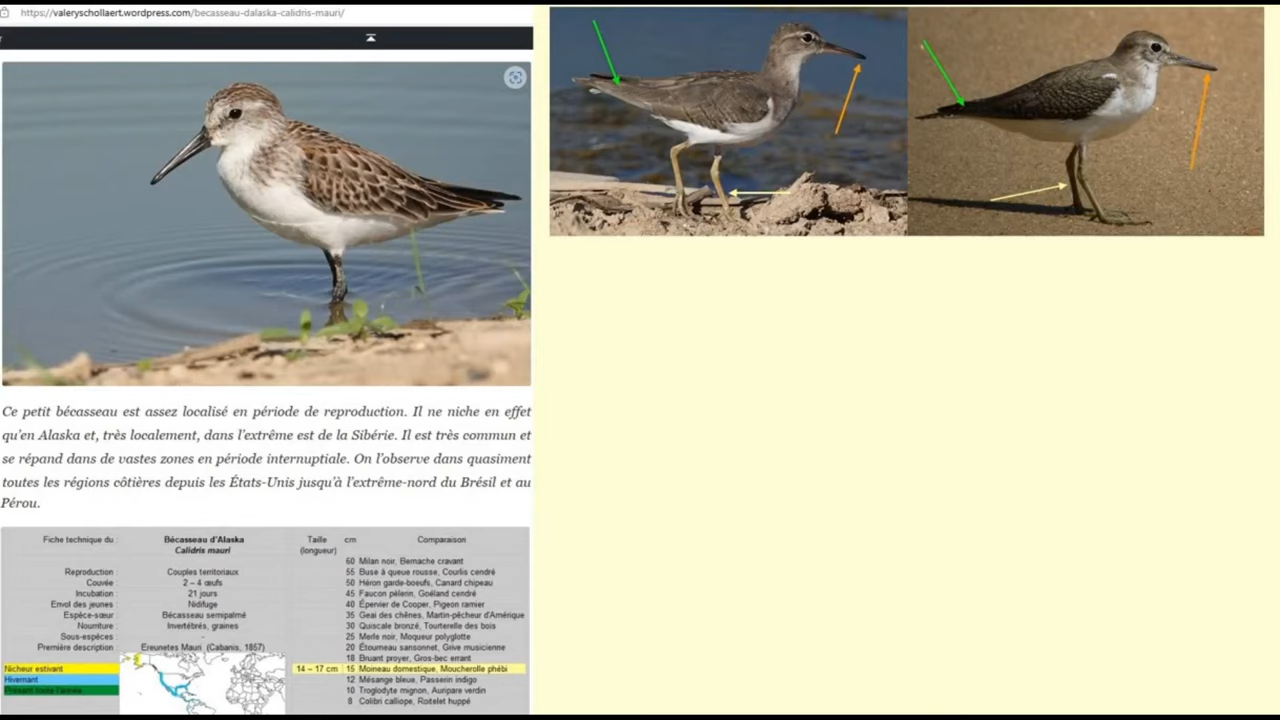 https://valeryschollaert.wordpress.com/becasseau-dalaska-calidris-mauri/
Ce petit bécasseau est assez localisé en période de reproduction. Il ne niche en effet
qu'en Alaska et, très localement, dans l'extrême est de la Sibérie. Il est très commun et
se répand dans de vastes zones en période internuptiale. On l'observe dans quasiment
toutes les régions côtières depuis les États-Unis jusqu'à l'extrême-nord du Brésil et au
Pérou.
Fiche technique du : Bécasseau d'Alaska Taille cm Comparaison
Calidris mauri (longueur)
60 Milan noir, Bernache cravant
Reproduction : Couples territoriaux 55 Buse à queue rousse, Courlis cendré
Couvée : 2 – 4 œufs 50 Héron garde-boeufs, Canard chipeau
Incubation : 21 jours 45 Faucon pèlerin, Goéland cendré
Envol des jeunes : Nidifuge 40 Épervier de Cooper, Pigeon ramier
Espèce-sœur : Bécasseau semipalmé 35 Geai des chênes, Martin-pêcheur d'Amérique
Nourriture : Invertébrés, graines 30 Quiscale bronzé, Tourterelle des bois
Sous-espèces : - 25 Merle noir, Moqueur polyglotte
Première description : Ereunetes Mauri (Cabanis, 1857) 20 Étourneau sansonnet, Grive musicienne
18 Bruant proyer, Gros-bec errant
Nicheur estivant 14 – 17 cm 15 Moineau domestique, Moucherolle phébi
Hivernant 12 Mésange bleue, Passerin indigo
Présent toute l'année 10 Troglodyte mignon, Auripare verdin
8 Colibri calliope, Roitelet huppé